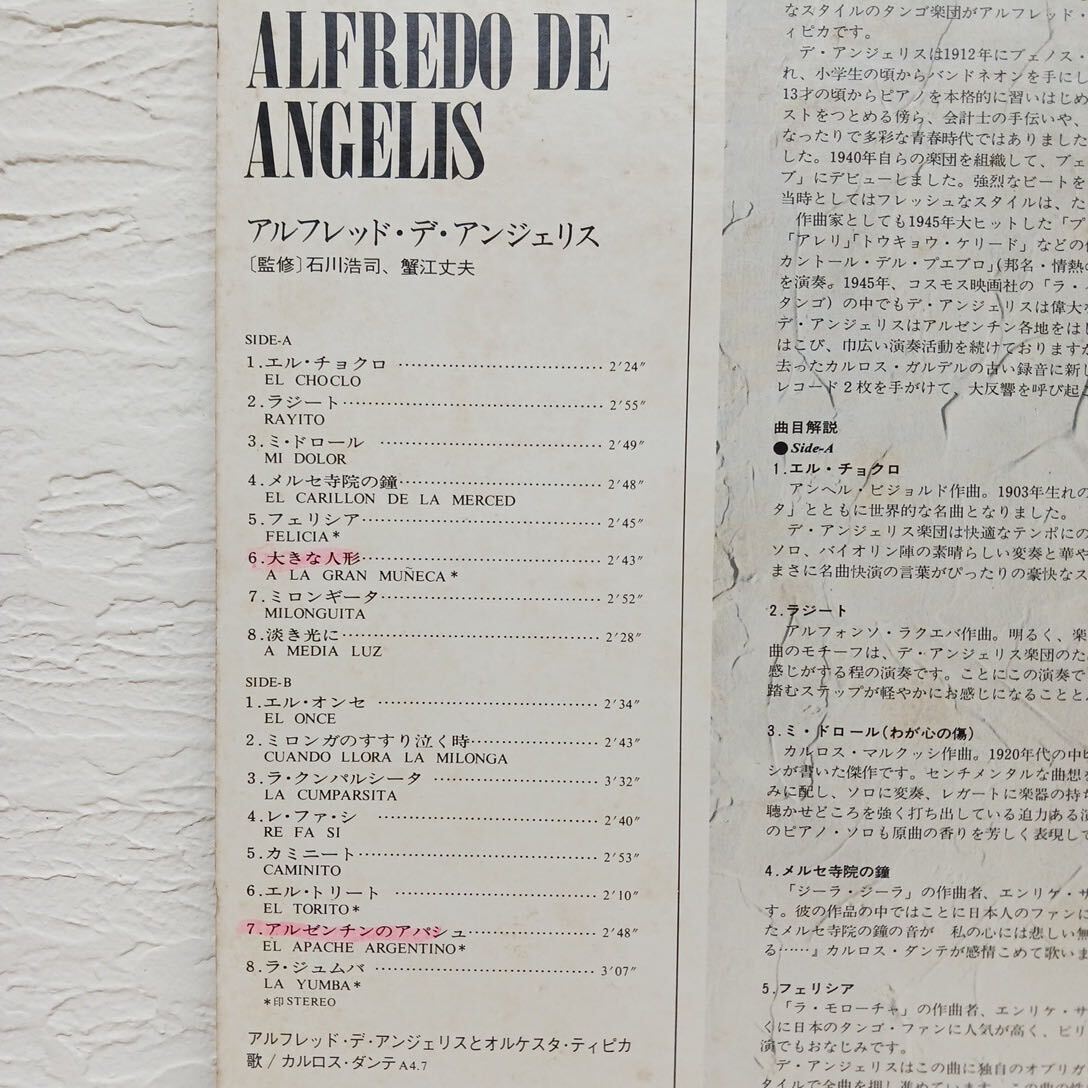 ALFREDO DE
ANGELIS
アルフレッド・デ・アンジェリス
〔監修〕石川浩司、蟹江丈夫
SIDE-A
1.エル・チョクロ 2′24″
EL CHOCLO
2.ラジート 2′55″
RAYITO
3.ミ・ドロール 2′49″
MI DOLOR
4.メルセ寺院の鐘 2′48″
EL CARILLON DE LA MERCED
5.フェリシア 2′45″
FELICIA*
6.大きな人形 2′43″
A LA GRAN MUÑECA*
7.ミロンギータ 2′52″
MILONGUITA
8.淡き光に 2′28″
A MEDIA LUZ
SIDE-B
1.エル・オンセ 2′34″
EL ONCE
2.ミロンガのすすり泣く時 2′43″
CUANDO LLORA LA MILONGA
3.ラ・クンパルシータ 3′32″
LA CUMPARSITA
4.レ・ファ・シ 2′40″
RE FA SI
5.カミニート 2′53″
CAMINITO
6.エル・トリート 2′10″
EL TORITO*
7.アルゼンチンのアパシュ 2′48″
EL APACHE ARGENTINO*
8.ラ・ジュムバ 3′07″
LA YUMBA*
*印STEREO
アルフレッド・デ・アンジェリスとオルケスタ・ティピカ
歌/カルロス・ダンテA4.7
なスタイルのタンゴ楽団がアルフレッド・
ィピカです。
デ・アンジェリスは1912年にブェノス・
れ、小学生の頃からバンドネオンを手にし
13才の頃からピアノを本格的に習いはじめ
ストをつとめる傍ら、会計士の手伝いや、
なったりで多彩な青春時代ではありました
した。1940年自らの楽団を組織して、ブェ
ブ」にデビューしました。強烈なビートを
当時としてはフレッシュなスタイルは、た
作曲家としても1945年大ヒットした「プ
「アレリ」「トウキョウ・ケリード」などの
カントール・デル・プエブロ」(邦名・情熱の
を演奏。1945年、コスモス映画社の「ラ・
タンゴ)の中でもデ・アンジェリスは偉大な
デ・アンジェリスはアルゼンチン各地をはじ
はこび、巾広い演奏活動を続けておりますが
去ったカルロス・ガルデルの古い録音に新し
レコード2枚を手がけて、大反響を呼び起こ
曲目解説
●Side-A
1.エル・チョクロ
アンヘル・ビジョルド作曲。1903年生れの
タ」とともに世界的な名曲となりました。
デ・アンジェリス楽団は快適なテンポにの
ソロ、バイオリン陣の素晴らしい変奏と華や
まさに名曲快演の言葉がぴったりの豪快なス
2.ラジート
アルフォンソ・ラクエバ作曲。明るく、楽
曲のモチーフは、デ・アンジェリス楽団のた
感じがする程の演奏です。ことにこの演奏で
踏むステップが軽やかにお感じになることと
3.ミ・ドロール(わが心の傷)
カルロス・マルクッシ作曲。1920年代の中
シが書いた傑作です。センチメンタルな曲想を
みに配し、ソロに変奏、レガートに楽器の持
聴かせどころを強く打ち出している迫力ある演
のピアノ・ソロも原曲の香りを芳しく表現して
4.メルセ寺院の鐘
「ジーラ・ジーラ」の作曲者、エンリケ・サ
す。彼の作品の中ではことに日本人のファンに
たメルセ寺院の鐘の音が 私の心には悲しい無
る……』カルロス・ダンテが感情こめて歌いま
5.フェリシア
「ラ・モローチャ」の作曲者、エンリケ・サ
くに日本のタンゴ・ファンに人気が高く、ピリ
演でもおなじみです。
デ・アンジェリスはこの曲に独自のオブリガ
タイルで全曲を押し進めています。